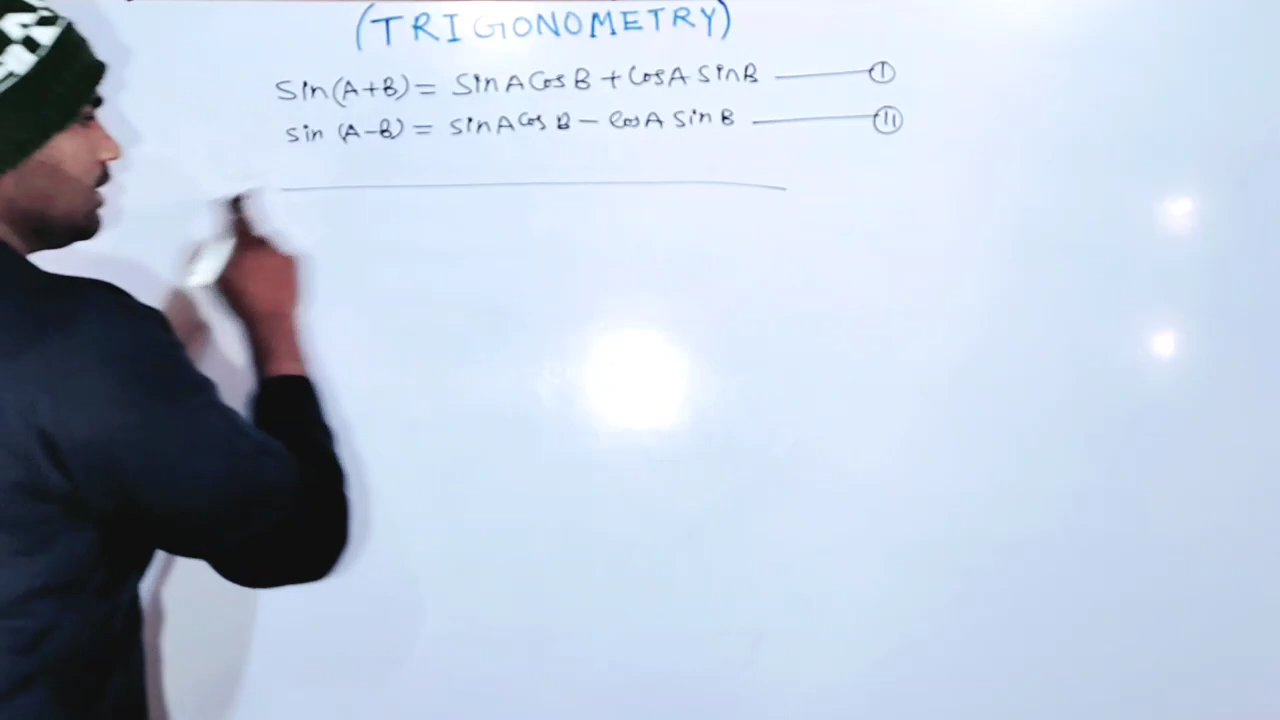 (TRIGONOMETRY)
Sin(A+B) = SinA Cos B + CosA SinB —— I
Sin (A-B) = SinA Cos B - CosA Sin B —— II